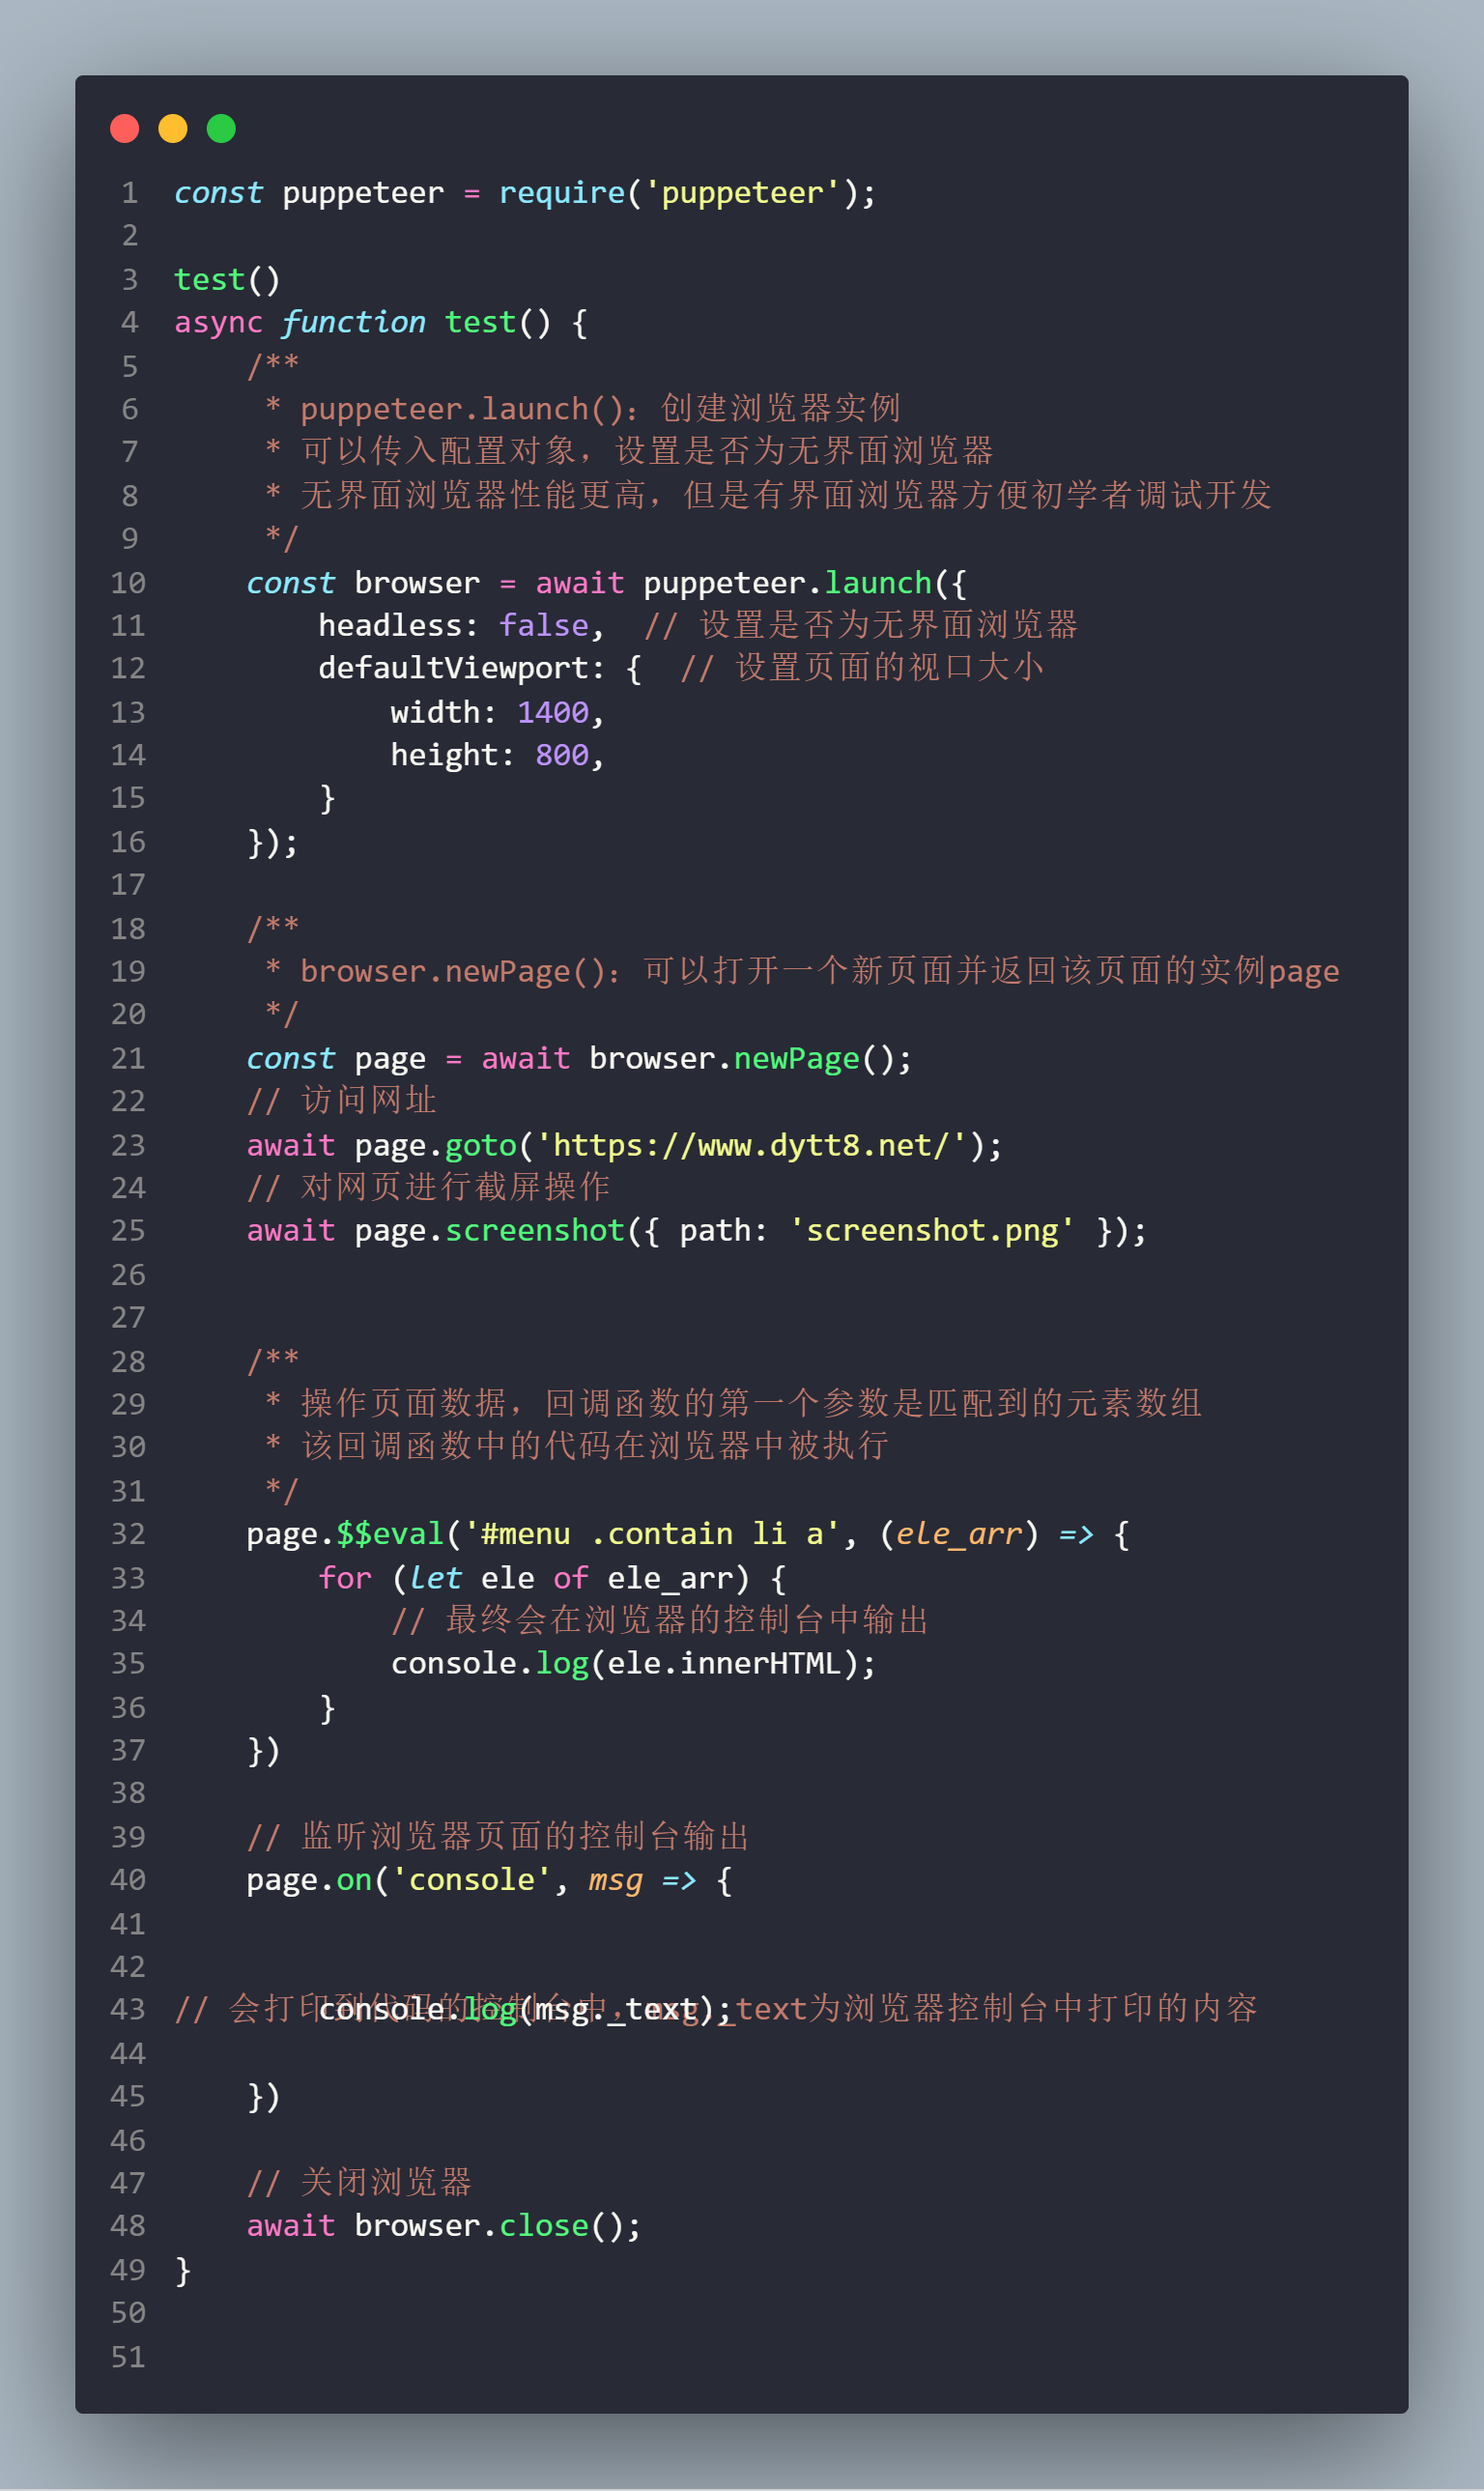 1 const puppeteer = require('puppeteer');
2
3 test()
4 async function test() {
5     /**
6      * puppeteer.launch()：创建浏览器实例
7      * 可以传入配置对象，设置是否为无界面浏览器
8      * 无界面浏览器性能更高，但是有界面浏览器方便初学者调试开发
9      */
10     const browser = await puppeteer.launch({
11         headless: false,  // 设置是否为无界面浏览器
12         defaultViewport: {  // 设置页面的视口大小
13             width: 1400,
14             height: 800,
15         }
16     });
17
18     /**
19      * browser.newPage()：可以打开一个新页面并返回该页面的实例page
20      */
21     const page = await browser.newPage();
22     // 访问网址
23     await page.goto('https://www.dytt8.net/');
24     // 对网页进行截屏操作
25     await page.screenshot({ path: 'screenshot.png' });
26
27
28     /**
29      * 操作页面数据，回调函数的第一个参数是匹配到的元素数组
30      * 该回调函数中的代码在浏览器中被执行
31      */
32     page.$$eval('#menu .contain li a', (ele_arr) => {
33         for (let ele of ele_arr) {
34             // 最终会在浏览器的控制台中输出
35             console.log(ele.innerHTML);
36         }
37     })
38
39     // 监听浏览器页面的控制台输出
40     page.on('console', msg => {
41
42
43         console.log(msg._text);
// 会打印到代码的控制台中，msg._text为浏览器控制台中打印的内容
44
45     })
46
47     // 关闭浏览器
48     await browser.close();
49 }
50
51